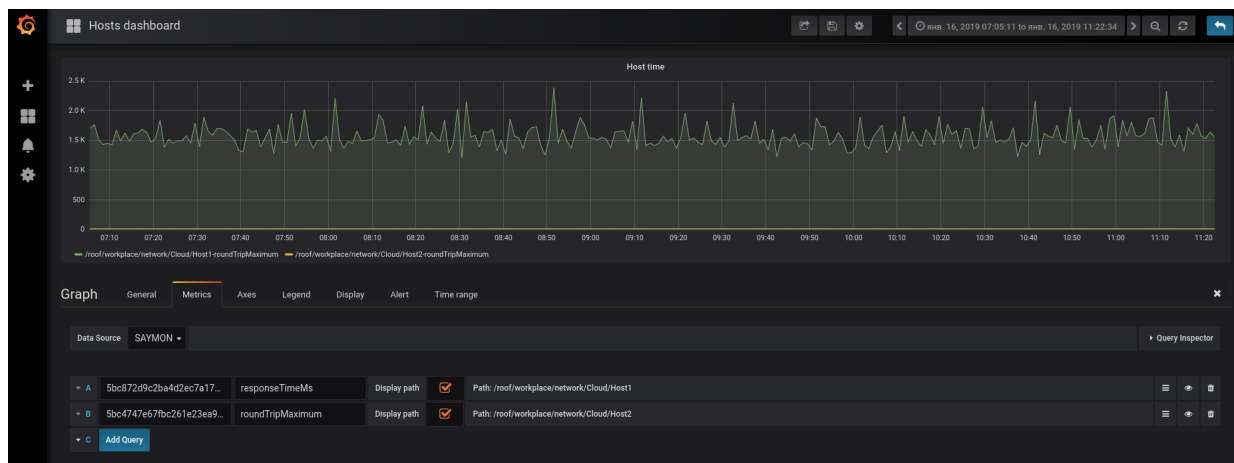 Hosts dashboard
янв. 16, 2019 07:05:11 to янв. 16, 2019 11:22:34
Host time
2.5 K
2.0 K
1.5 K
1.0 K
500
0
07:10 07:20 07:30 07:40 07:50 08:00 08:10 08:20 08:30 08:40 08:50 09:00 09:10 09:20 09:30 09:40 09:50 10:00 10:10 10:20 10:30 10:40 10:50 11:00 11:10 11:20
/roof/workplace/network/Cloud/Host1-roundTripMaximum /roof/workplace/network/Cloud/Host2-roundTripMaximum
Graph General Metrics Axes Legend Display Alert Time range
Data Source SAYMON Query Inspector
A 5bc872d9c2ba4d2ec7a17... responseTimeMs Display path Path: /roof/workplace/network/Cloud/Host1
B 5bc4747e67fbc261e23ea9... roundTripMaximum Display path Path: /roof/workplace/network/Cloud/Host2
C Add Query